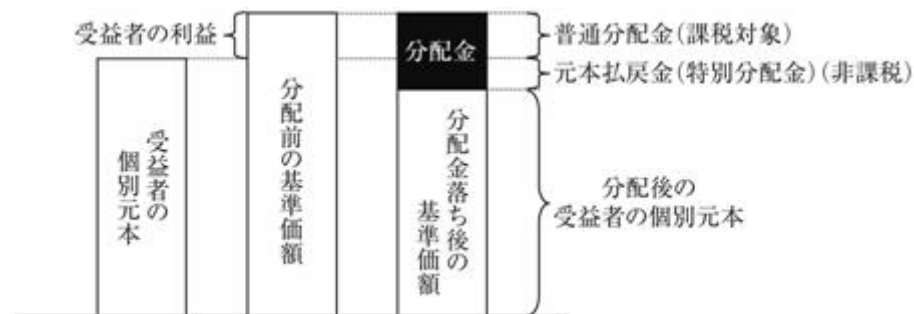 受益者の利益
分配金
普通分配金(課税対象)
元本払戻金(特別分配金)(非課税)
受益者の
個別元本
分配前の基準価額
分配金落ち後の
基準価額
分配後の
受益者の個別元本